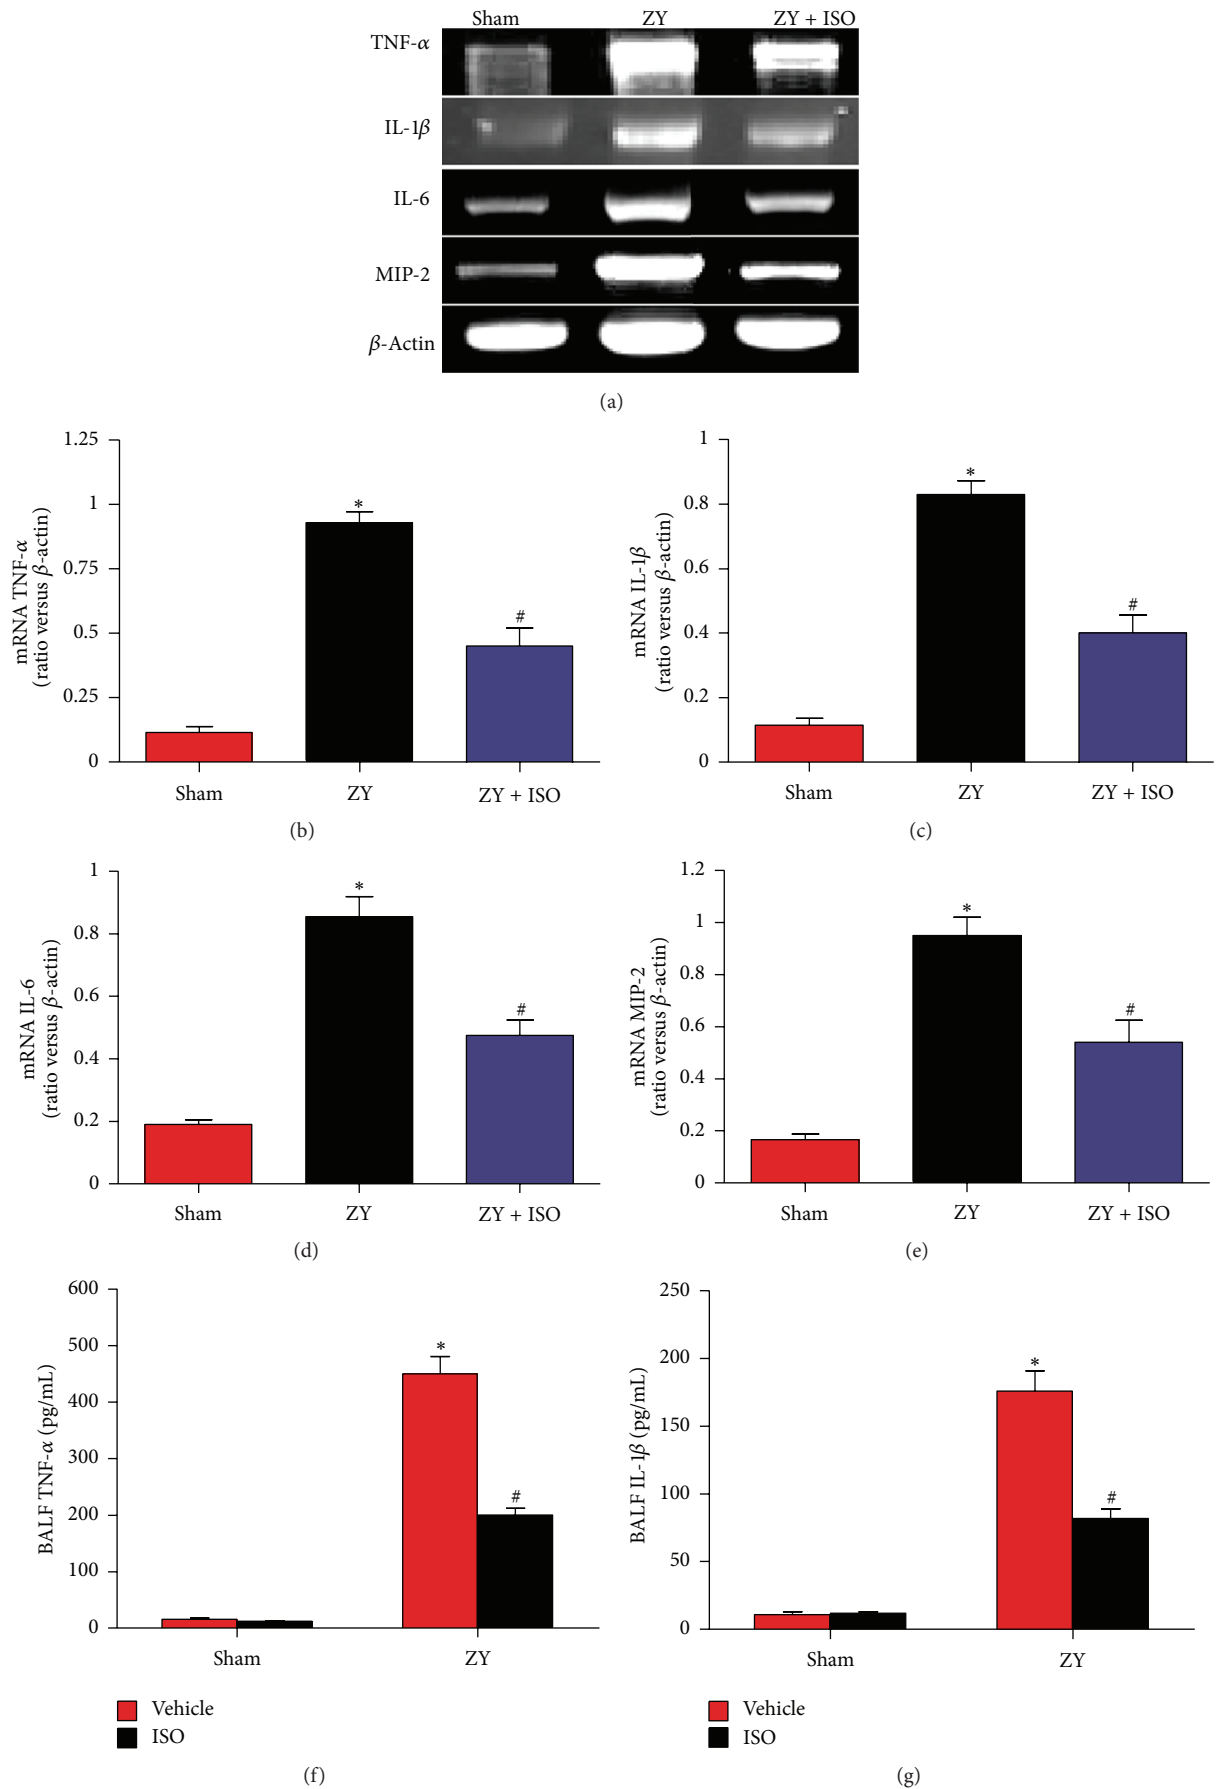 Sham ZY ZY + ISO
TNF-α
IL-1β
IL-6
MIP-2
β-Actin
(a)
mRNA TNF-α
(ratio versus β-actin)
1.25
1
0.75
0.5
0.25
0
*
#
Sham ZY ZY + ISO
(b)
mRNA IL-1β
(ratio versus β-actin)
1
0.8
0.6
0.4
0.2
0
*
#
Sham ZY ZY + ISO
(c)
mRNA IL-6
(ratio versus β-actin)
1
0.8
0.6
0.4
0.2
0
*
#
Sham ZY ZY + ISO
(d)
mRNA MIP-2
(ratio versus β-actin)
1.2
1
0.8
0.6
0.4
0.2
0
*
#
Sham ZY ZY + ISO
(e)
BALF TNF-α (pg/mL)
600
500
400
300
200
100
0
*
#
Sham ZY
Vehicle
ISO
(f)
BALF IL-1β (pg/mL)
250
200
150
100
50
0
*
#
Sham ZY
Vehicle
ISO
(g)